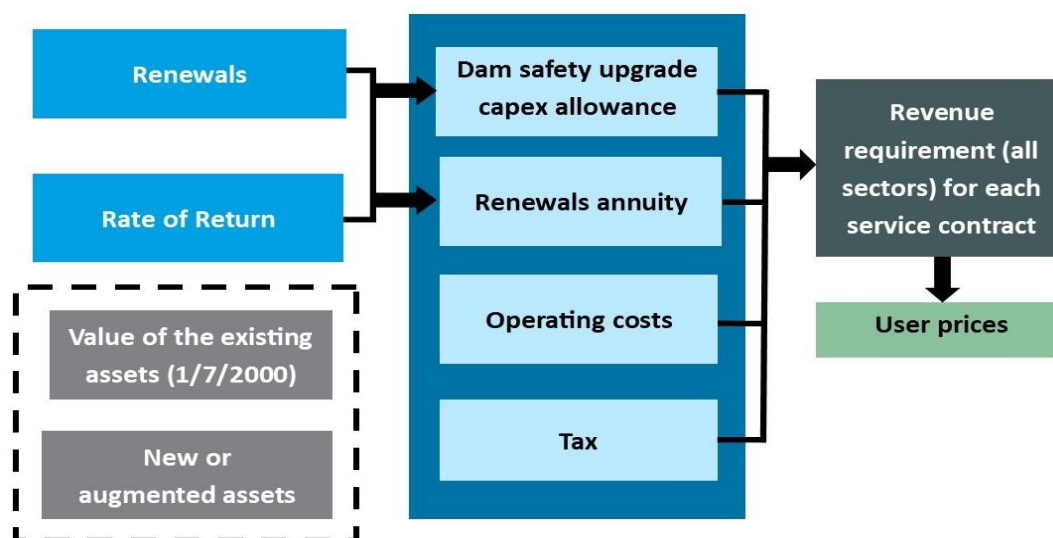 Renewals
Rate of Return
Value of the existing
assets (1/7/2000)
New or
augmented assets
Dam safety upgrade
capex allowance
Renewals annuity
Operating costs
Tax
Revenue
requirement (all
sectors) for each
service contract
User prices